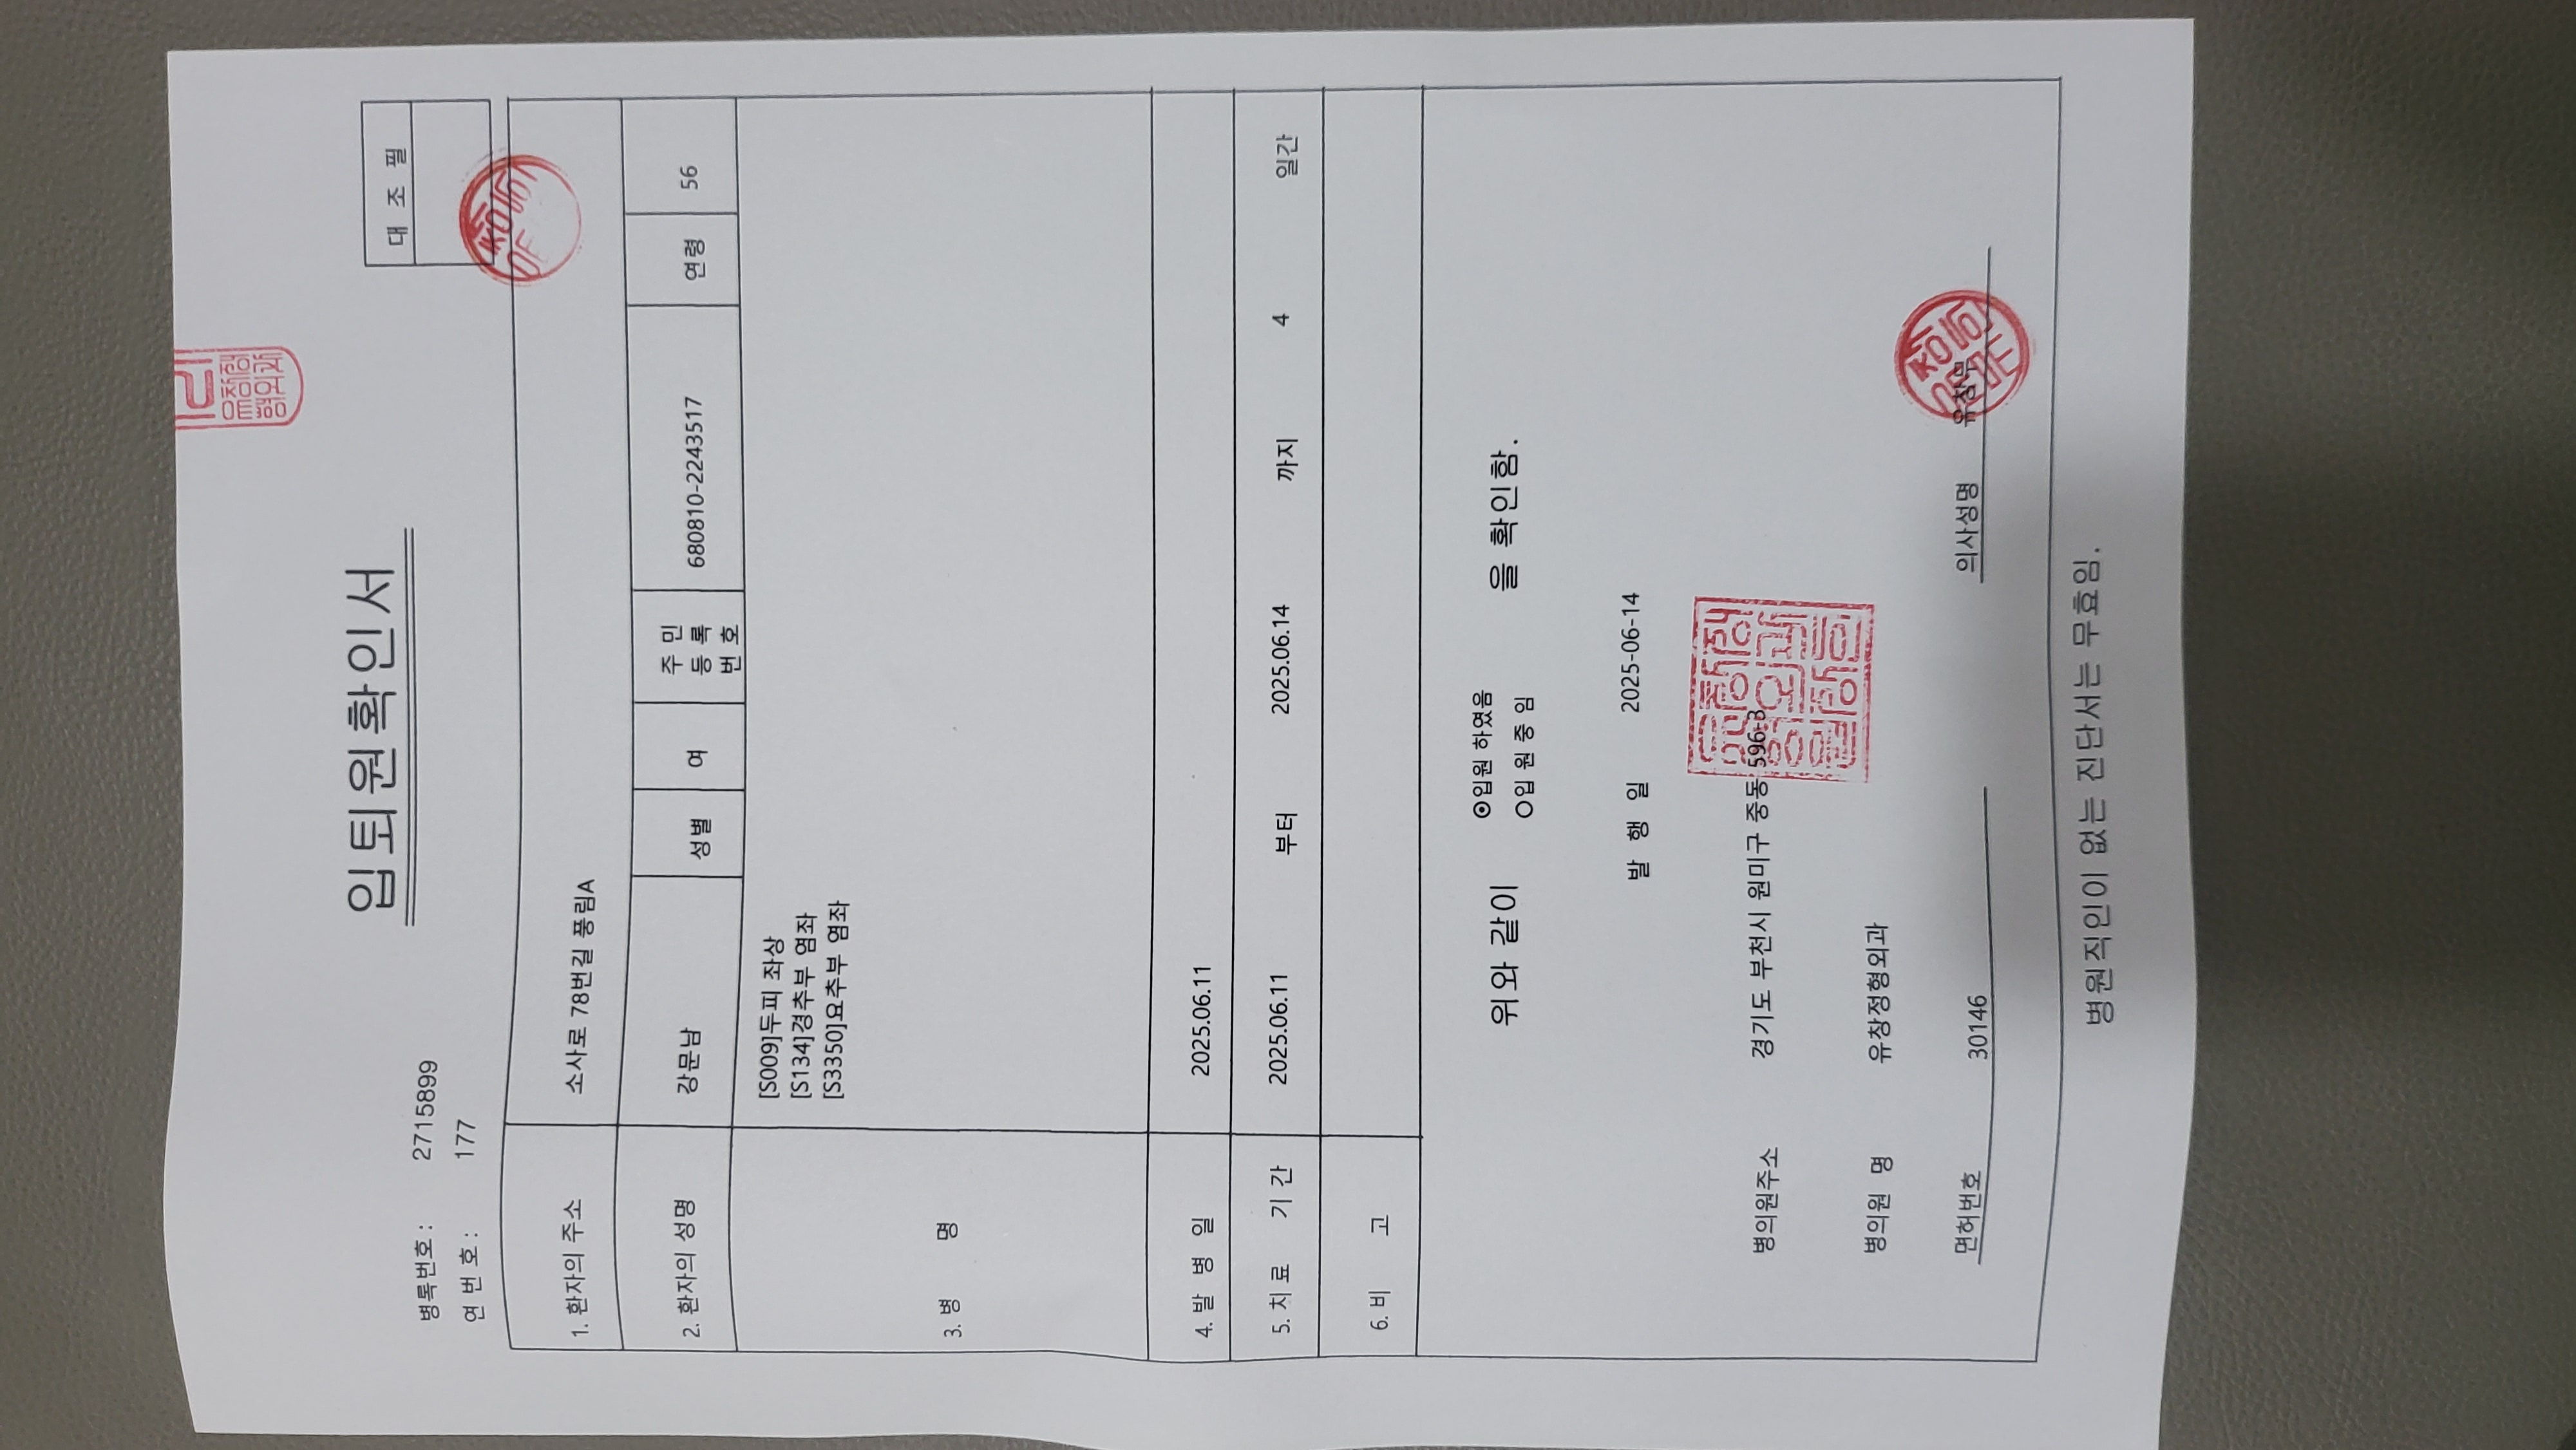 대 조 필
입퇴원확인서
병록번호 : 2715899
연 번 호 : 177
1. 환자의 주소 소사로 78번길 풍림A
2. 환자의 성명 강문남 성별 여 주 민 등 록 번 호 680810-2243517 연령 56
3. 병 명
[S009]두피 좌상
[S134]경추부 염좌
[S3350]요추부 염좌
4. 발 병 일 2025.06.11
5. 치 료 기 간 2025.06.11 부터 2025.06.14 까지 4 일간
6. 비 고
위와 같이
⊙입원 하였음
○입 원 중 임
을 확인함.
발 행 일 2025-06-14
병의원주소 경기도 부천시 원미구 중동 596-3
병의원 명 유창정형외과
면허번호 30146 의사성명
병원직인이 없는 진단서는 무효임.